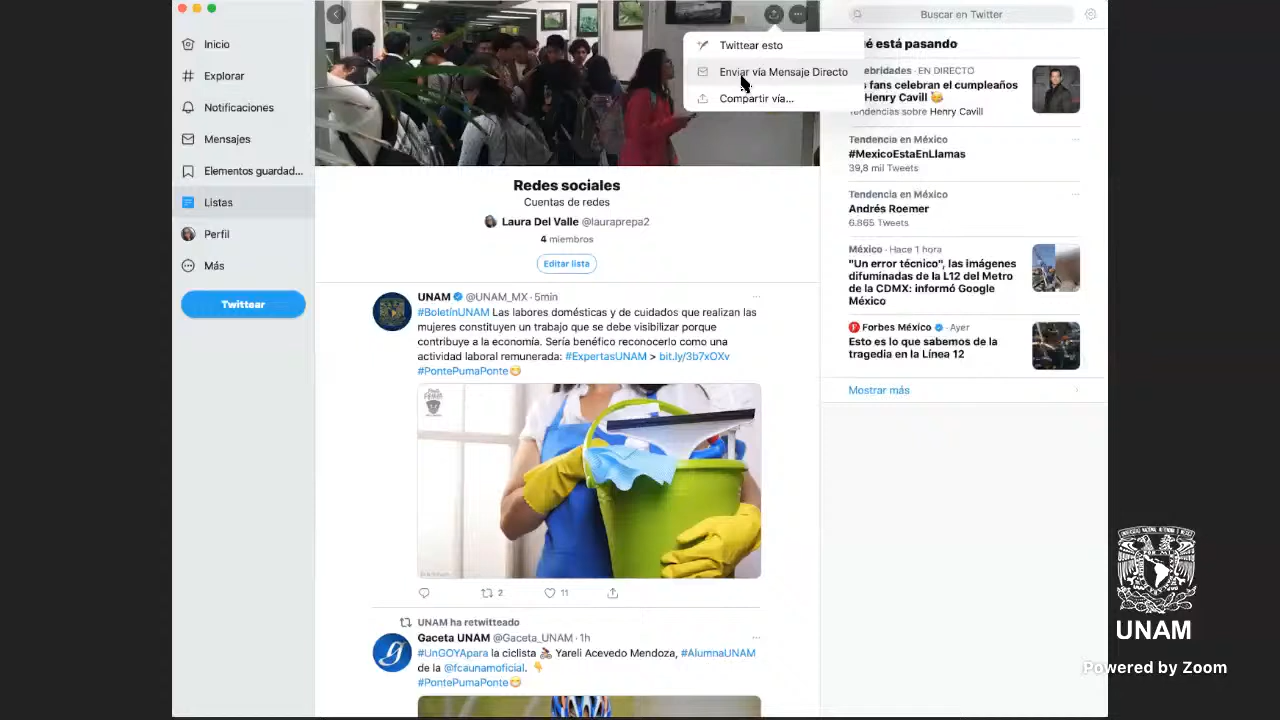 Inicio
Explorar
Notificaciones
Mensajes
Elementos guardad...
Listas
Perfil
Más
Twittear
Twittear esto
Enviar vía Mensaje Directo
Compartir vía...
Redes sociales
Cuentas de redes
Laura Del Valle @lauraprepa2
4 miembros
Editar lista
UNAM @UNAM_MX · 5min
#BoletínUNAM Las labores domésticas y de cuidados que realizan las
mujeres constituyen un trabajo que se debe visibilizar porque
contribuye a la economía. Sería benéfico reconocerlo como una
actividad laboral remunerada: #ExpertasUNAM > bit.ly/3b7xOXv
#PontePumaPonte
2
11
UNAM ha retwitteado
Gaceta UNAM @Gaceta_UNAM · 1h
#UnGOYApara la ciclista 🚴 Yareli Acevedo Mendoza, #AlumnaUNAM
de la @fcaunamoficial. 👇
#PontePumaPonte
Buscar en Twitter
é está pasando
ebridades · EN DIRECTO
s fans celebran el cumpleaños
Henry Cavill 🥳
endencias sobre Henry Cavill
Tendencia en México
#MexicoEstaEnLlamas
39,8 mil Tweets
Tendencia en México
Andrés Roemer
6.865 Tweets
México · Hace 1 hora
"Un error técnico", las imágenes
difuminadas de la L12 del Metro
de la CDMX: informó Google
México
Forbes México · Ayer
Esto es lo que sabemos de la
tragedia en la Línea 12
Mostrar más
UNAM
Powered by Zoom